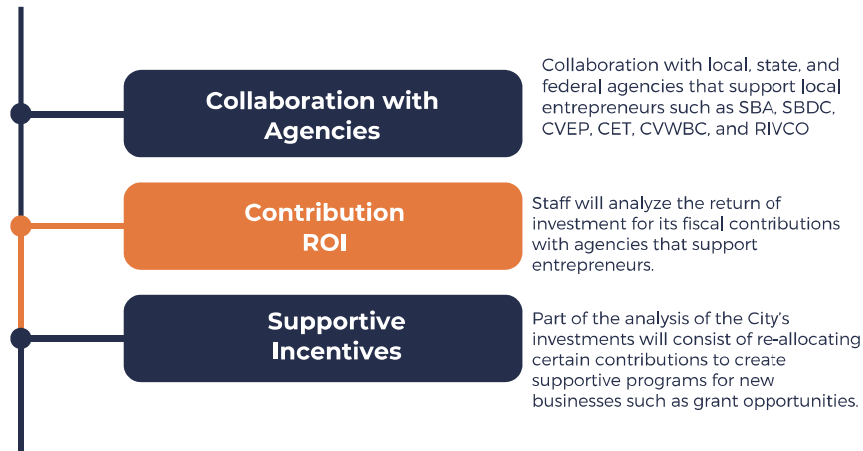 Collaboration with
Agencies
Collaboration with local, state, and
federal agencies that support local
entrepreneurs such as SBA, SBDC,
CVEP, CET, CVWBC, and RIVCO
Contribution
ROI
Staff will analyze the return of
investment for its fiscal contributions
with agencies that support
entrepreneurs.
Supportive
Incentives
Part of the analysis of the City's
investments will consist of re-allocating
certain contributions to create
supportive programs for new
businesses such as grant opportunities.